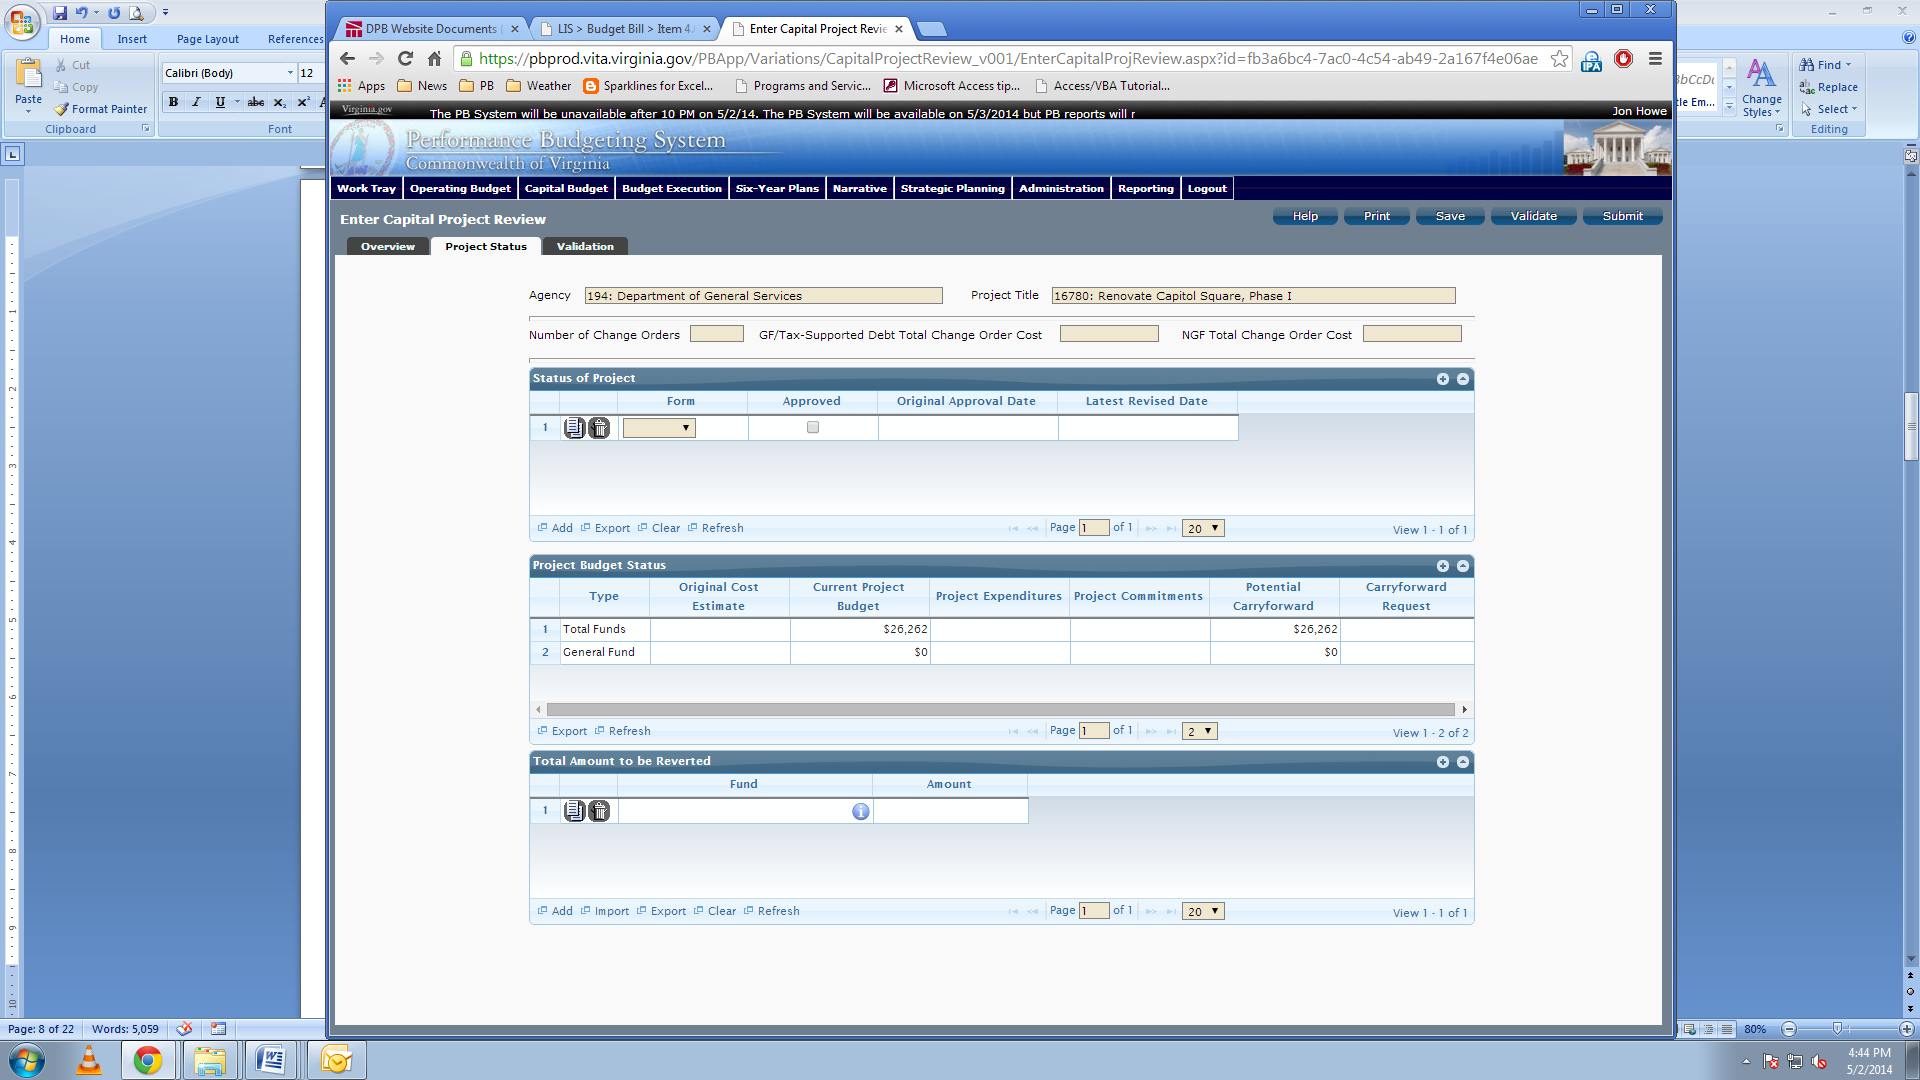 DPB Website Documents
LIS > Budget Bill > Item 4.
Enter Capital Project Revie
Home Insert Page Layout References
https://pbprod.vita.virginia.gov/PBApp/Variations/CapitalProjectReview_v001/EnterCapitalProjReview.aspx?id=fb3a6bc4-7ac0-4c54-ab49-2a167f4e06ae
IPA
Paste
Cut
Copy
Format Painter
Clipboard
Calibri (Body) 12
B I U abc X₂ X²
Font
Apps News PB Weather Sparklines for Excel... Programs and Servic... Microsoft Access tip... Access/VBA Tutorial...
Change
Styles
Find
Replace
Select
Editing
Virginia.gov
The PB System will be unavailable after 10 PM on 5/2/14. The PB System will be available on 5/3/2014 but PB reports will r
Jon Howe
Performance Budgeting System
Commonwealth of Virginia
Work Tray Operating Budget Capital Budget Budget Execution Six-Year Plans Narrative Strategic Planning Administration Reporting Logout
Enter Capital Project Review
Help Print Save Validate Submit
Overview Project Status Validation
Agency 194: Department of General Services Project Title 16780: Renovate Capitol Square, Phase I
Number of Change Orders GF/Tax-Supported Debt Total Change Order Cost NGF Total Change Order Cost
Status of Project
Form Approved Original Approval Date Latest Revised Date
1
Add Export Clear Refresh Page 1 of 1 20 View 1 - 1 of 1
Project Budget Status
Type Original Cost Estimate Current Project Budget Project Expenditures Project Commitments Potential Carryforward Carryforward Request
1 Total Funds $26,262 $26,262
2 General Fund $0 $0
Export Refresh Page 1 of 1 2 View 1 - 2 of 2
Total Amount to be Reverted
Fund Amount
1
Add Import Export Clear Refresh Page 1 of 1 20 View 1 - 1 of 1
Page: 8 of 22 Words: 5,059
80%
4:44 PM
5/2/2014